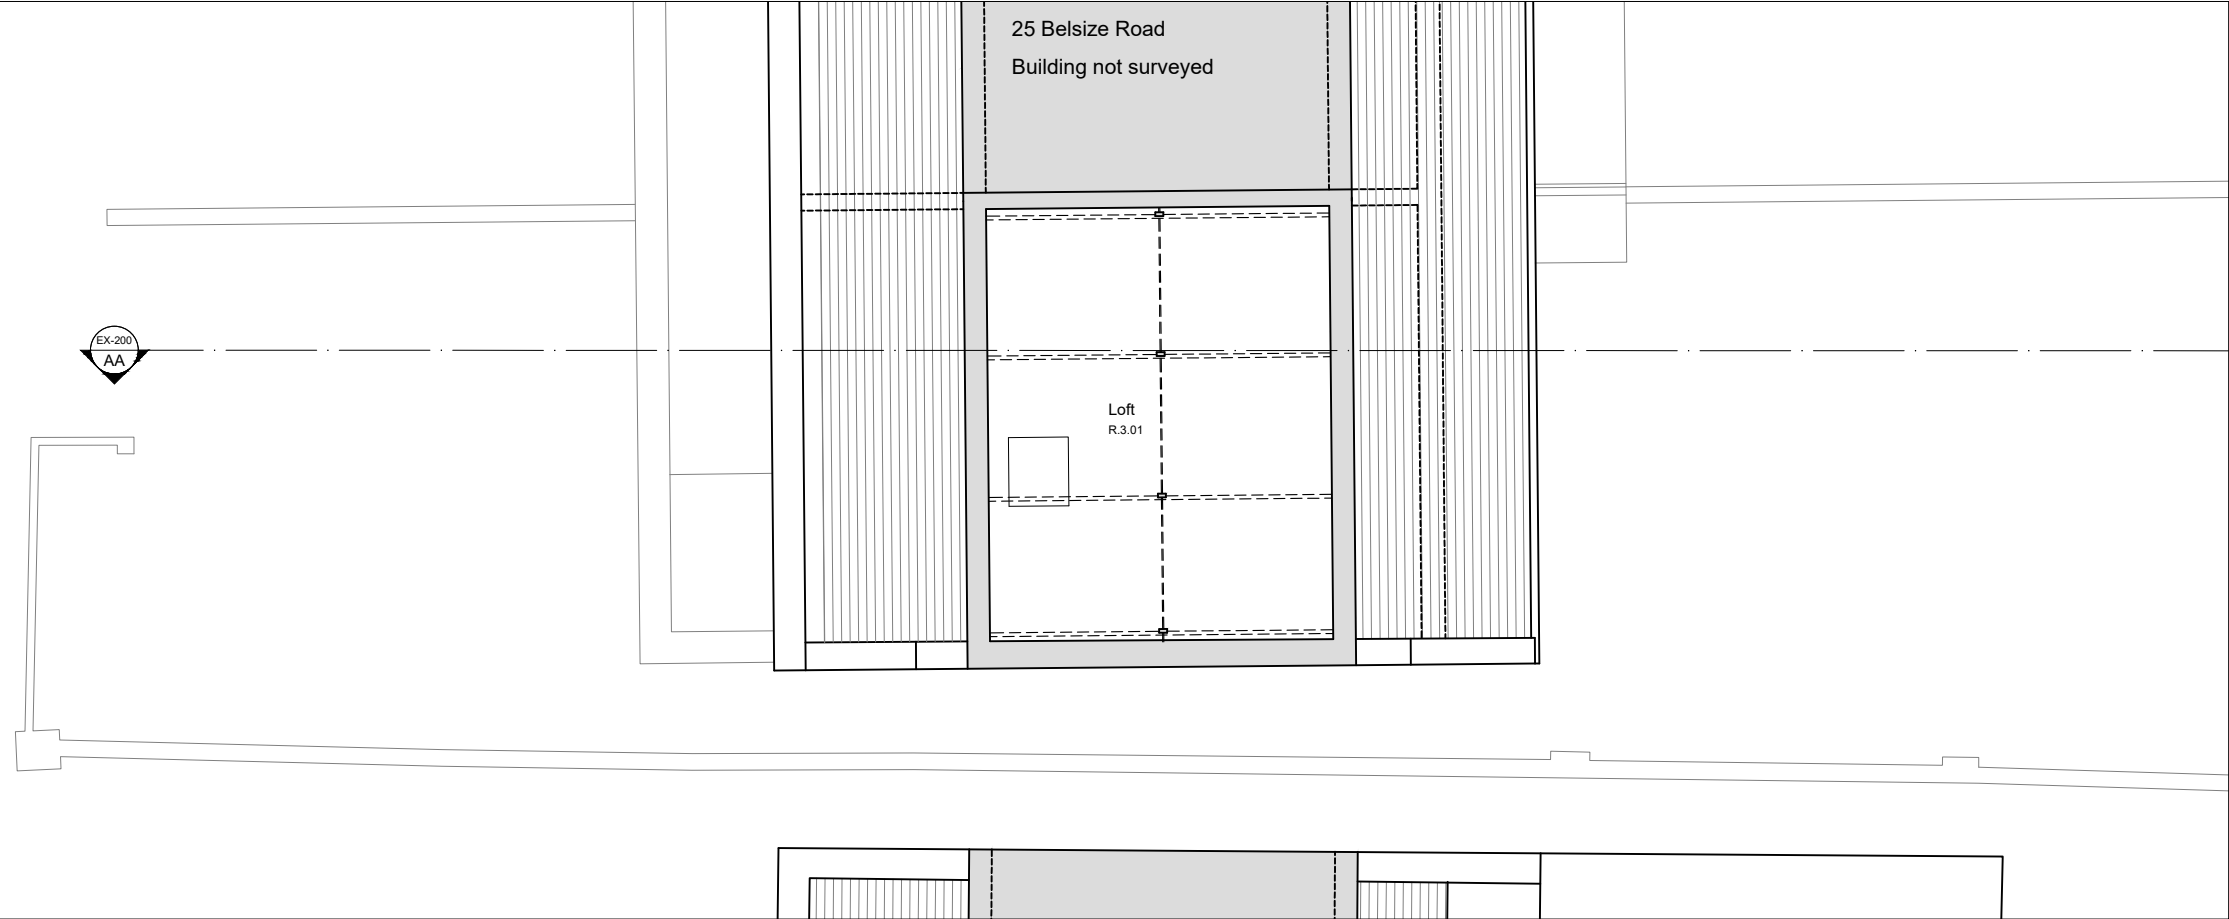 25 Belsize Road
Building not surveyed
EX-200
AA
Loft
R.3.01